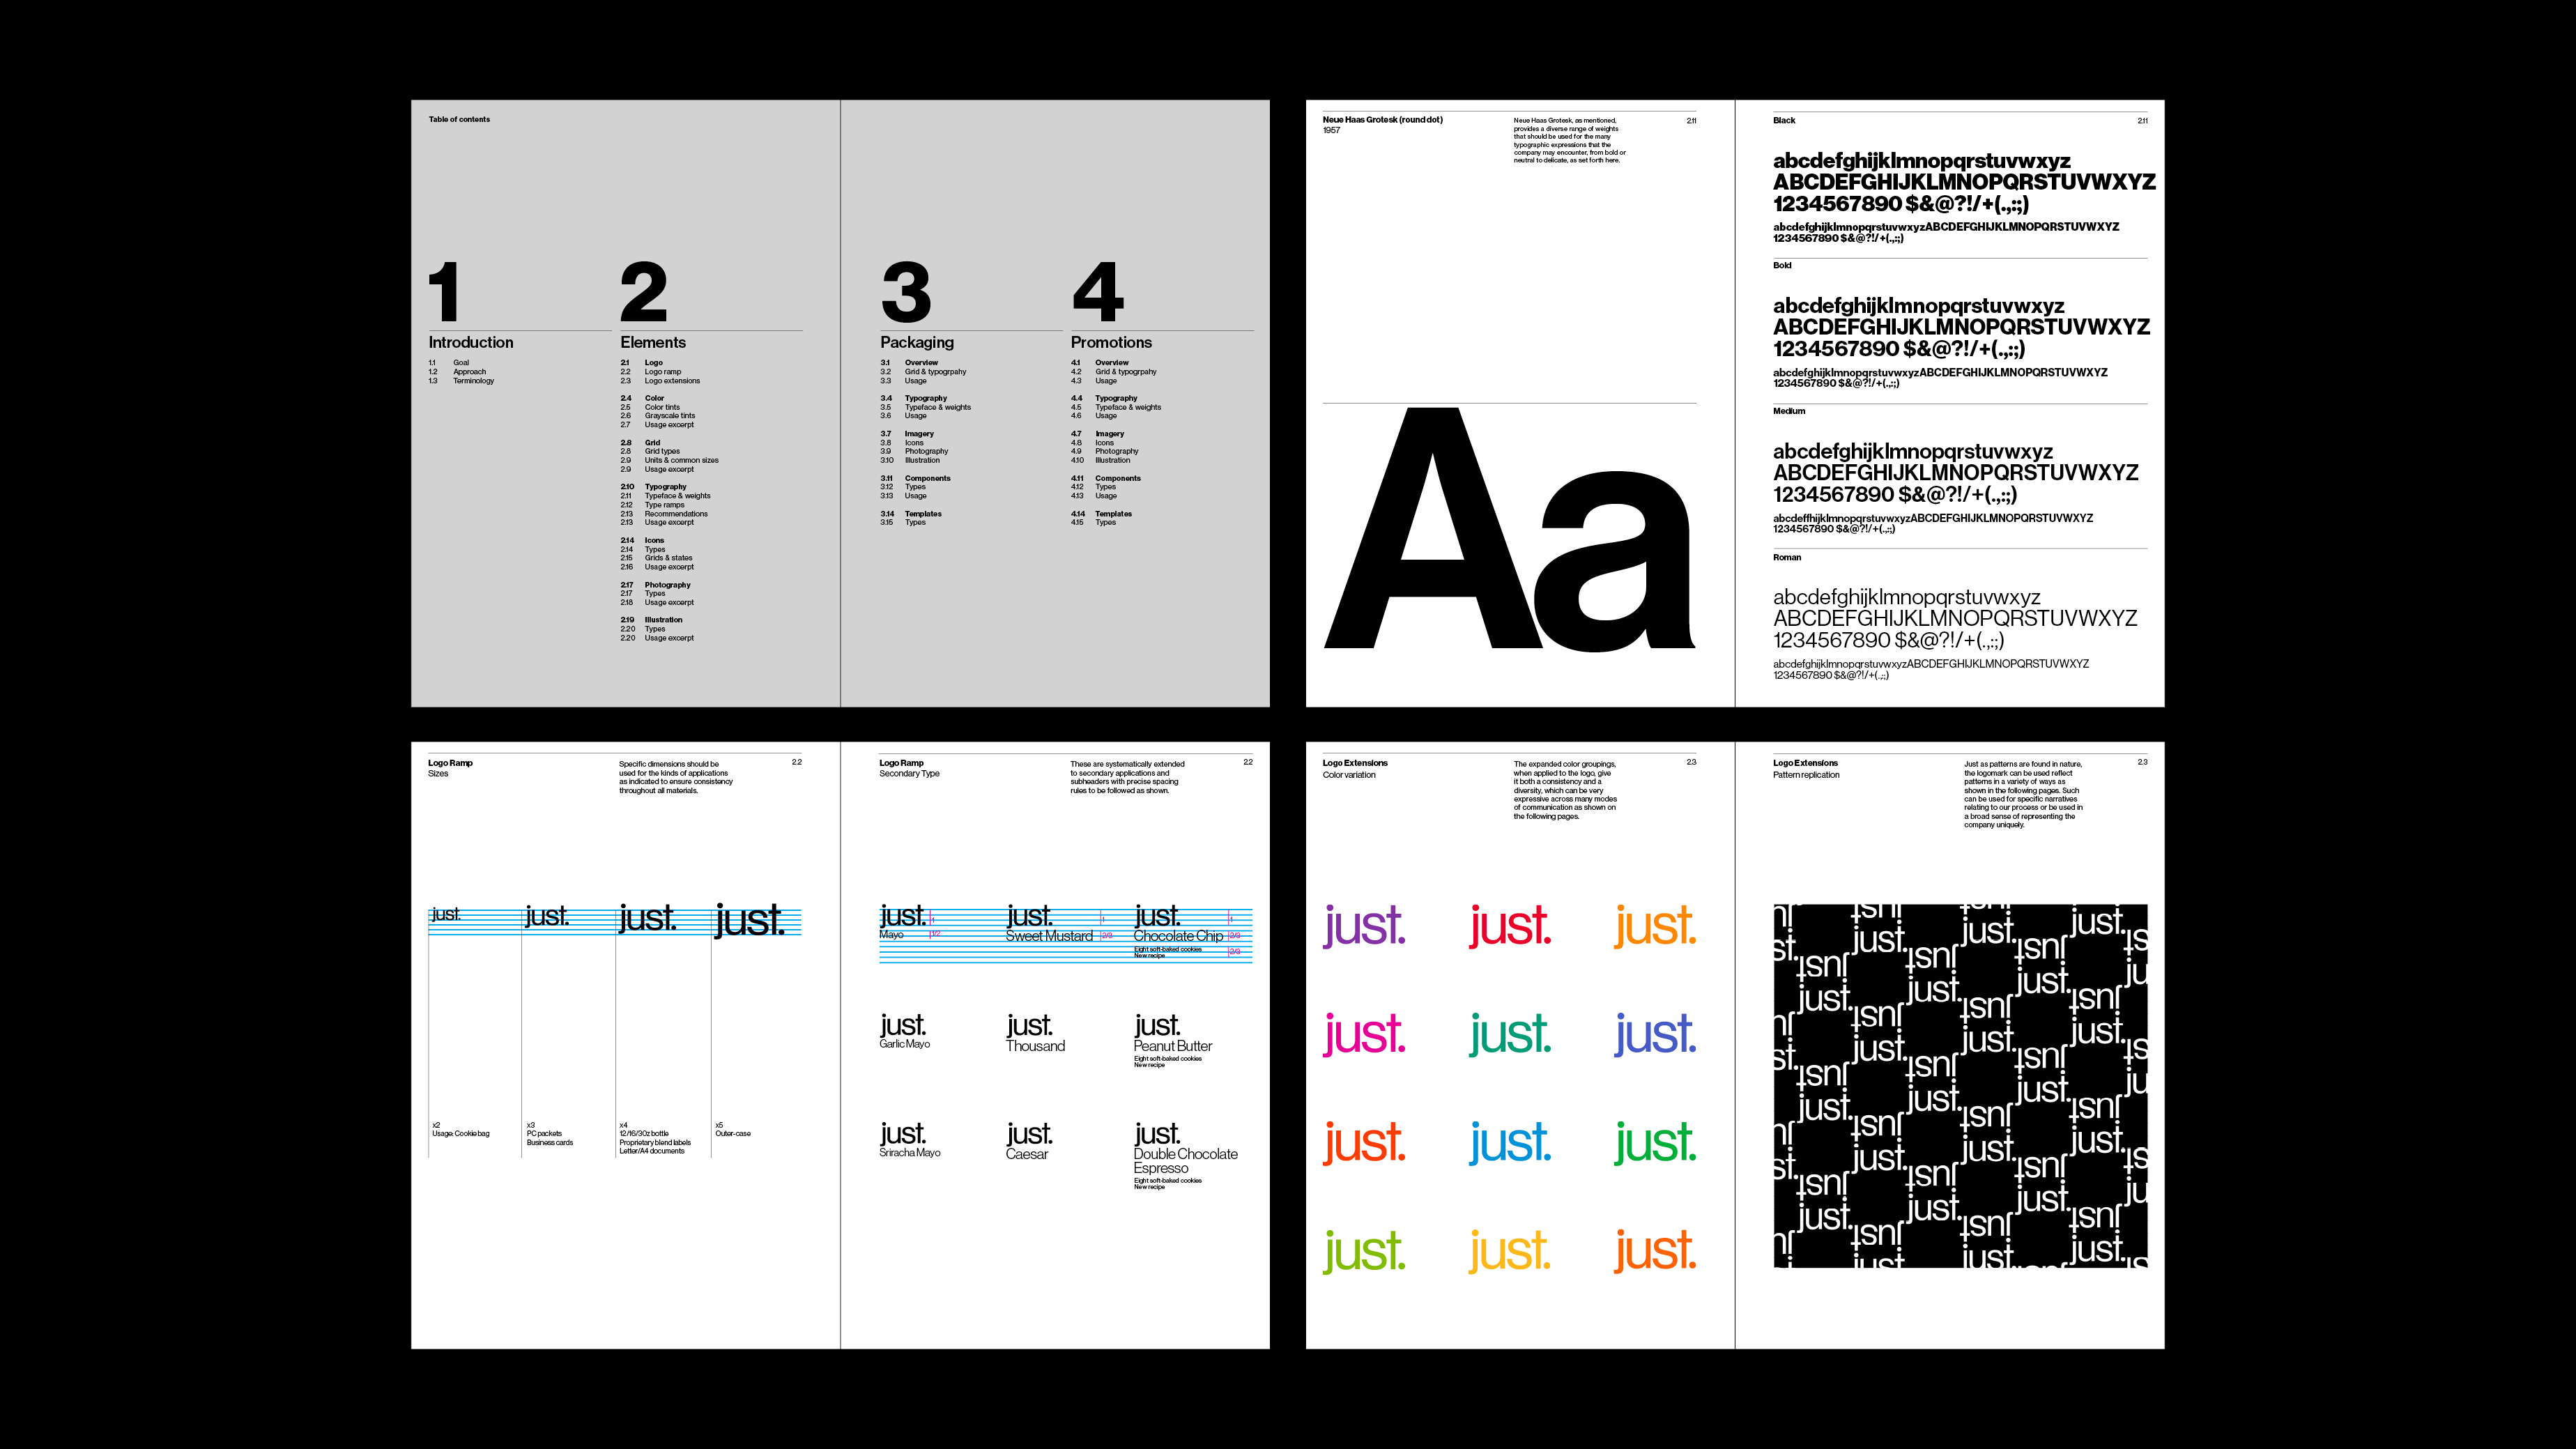 Table of contents
1
Introduction
1.1 Goal
1.2 Approach
1.3 Terminology
2
Elements
2.1 Logo
2.2 Logo ramp
2.3 Logo extensions
2.4 Color
2.5 Color tints
2.6 Grayscale tints
2.7 Usage excerpt
2.8 Grid
2.8 Grid types
2.9 Units & common sizes
2.9 Usage excerpt
2.10 Typography
2.11 Typeface & weights
2.12 Type ramps
2.13 Recommendations
2.13 Usage excerpt
2.14 Icons
2.14 Types
2.15 Grids & states
2.16 Usage excerpt
2.17 Photography
2.17 Types
2.18 Usage excerpt
2.19 Illustration
2.20 Types
2.20 Usage excerpt
3
Packaging
3.1 Overview
3.2 Grid & typogrpahy
3.3 Usage
3.4 Typography
3.5 Typeface & weights
3.6 Usage
3.7 Imagery
3.8 Icons
3.9 Photography
3.10 Illustration
3.11 Components
3.12 Types
3.13 Usage
3.14 Templates
3.15 Types
4
Promotions
4.1 Overview
4.2 Grid & typogrpahy
4.3 Usage
4.4 Typography
4.5 Typeface & weights
4.6 Usage
4.7 Imagery
4.8 Icons
4.9 Photography
4.10 Illustration
4.11 Components
4.12 Types
4.13 Usage
4.14 Templates
4.15 Types
Neue Haas Grotesk (round dot)
1957
Neue Haas Grotesk, as mentioned,
provides a diverse range of weights
that should be used for the many
typographic expressions that the
company may encounter, from bold or
neutral to delicate, as set forth here.
2.11
Aa
Black
2.11
abcdefghijklmnopqrstuvwxyz
ABCDEFGHIJKLMNOPQRSTUVWXYZ
1234567890 $&@?!/+(.,:;)
abcdefghijklmnopqrstuvwxyzABCDEFGHIJKLMNOPQRSTUVWXYZ
1234567890 $&@?!/+(.,:;)
Bold
abcdefghijklmnopqrstuvwxyz
ABCDEFGHIJKLMNOPQRSTUVWXYZ
1234567890 $&@?!/+(.,:;)
abcdefghijklmnopqrstuvwxyzABCDEFGHIJKLMNOPQRSTUVWXYZ
1234567890 $&@?!/+(.,:;)
Medium
abcdefghijklmnopqrstuvwxyz
ABCDEFGHIJKLMNOPQRSTUVWXYZ
1234567890 $&@?!/+(.,:;)
abcdeffhijklmnopqrstuvwxyzABCDEFGHIJKLMNOPQRSTUVWXYZ
1234567890 $&@?!/+(.,:;)
Roman
abcdefghijklmnopqrstuvwxyz
ABCDEFGHIJKLMNOPQRSTUVWXYZ
1234567890 $&@?!/+(.,:;)
abcdefghijklmnopqrstuvwxyzABCDEFGHIJKLMNOPQRSTUVWXYZ
1234567890 $&@?!/+(.,:;)
Logo Ramp
Sizes
Specific dimensions should be
used for the kinds of applications
as indicated to ensure consistency
throughout all materials.
2.2
just. just. just. just.
x2
Usage: Cookie bag
x3
PC packets
Business cards
x4
12/16/30z bottle
Proprietary blend labels
Letter/A4 documents
x5
Outer-case
Logo Ramp
Secondary Type
These are systematically extended
to secondary applications and
subheaders with precise spacing
rules to be followed as shown.
2.2
just. 1
Mayo 1/2
just. 1
Sweet Mustard 2/3
just. 1
Chocolate Chip 2/3
Eight soft-baked cookies 2/3
New recipe
just.
Garlic Mayo
just.
Thousand
just.
Peanut Butter
Eight soft-baked cookies
New recipe
just.
Sriracha Mayo
just.
Caesar
just.
Double Chocolate
Espresso
Eight soft-baked cookies
New recipe
Logo Extensions
Color variation
The expanded color groupings,
when applied to the logo, give
it both a consistency and a
diversity, which can be very
expressive across many modes
of communication as shown on
the following pages.
2.3
just. just. just.
just. just. just.
just. just. just.
just. just. just.
Logo Extensions
Pattern replication
Just as patterns are found in nature,
the logomark can be used reflect
patterns in a variety of ways as
shown in the following pages. Such
can be used for specific narratives
relating to our process or be used in
a broad sense of representing the
company uniquely.
2.3
just. just. just.
just. just. just.
just. just. just.
just. just. just.